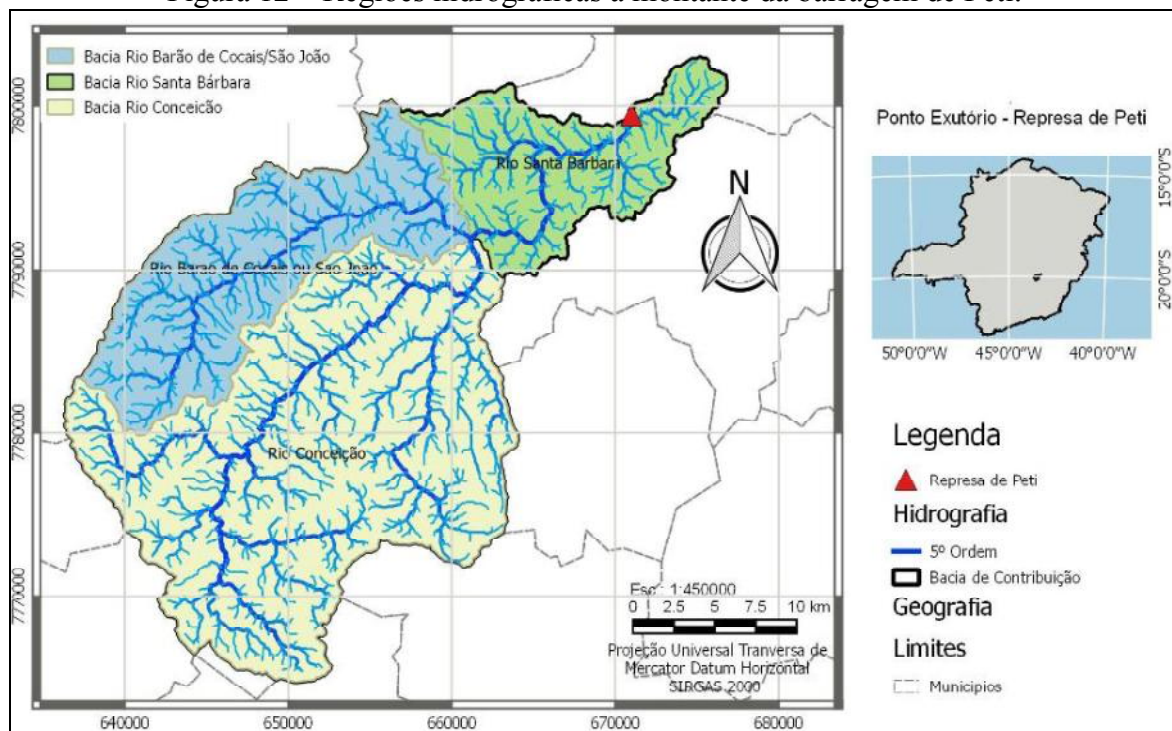 Figura 12 – Regiões hidrográficas a montante da barragem de Peti.
Bacia Rio Barão de Cocais/São João
Bacia Rio Santa Bárbara
Bacia Rio Conceição
7800000
7790000
7780000
7770000
Rio Santa Bárbara
Rio Barão de Cocais ou São João
Rio Conceição
N
Esc.: 1:450000
0 2.5 5 7.5 10 km
Projeção Universal Tranversa de
Mercator Datum Horizontal
SIRGAS 2000
640000 650000 660000 670000 680000
Ponto Exutório - Represa de Peti
15°0'0"S
20°0'0"S
50°0'0"W 45°0'0"W 40°0'0"W
Legenda
Represa de Peti
Hidrografia
5º Ordem
Bacia de Contribuição
Geografia
Limites
Municipios